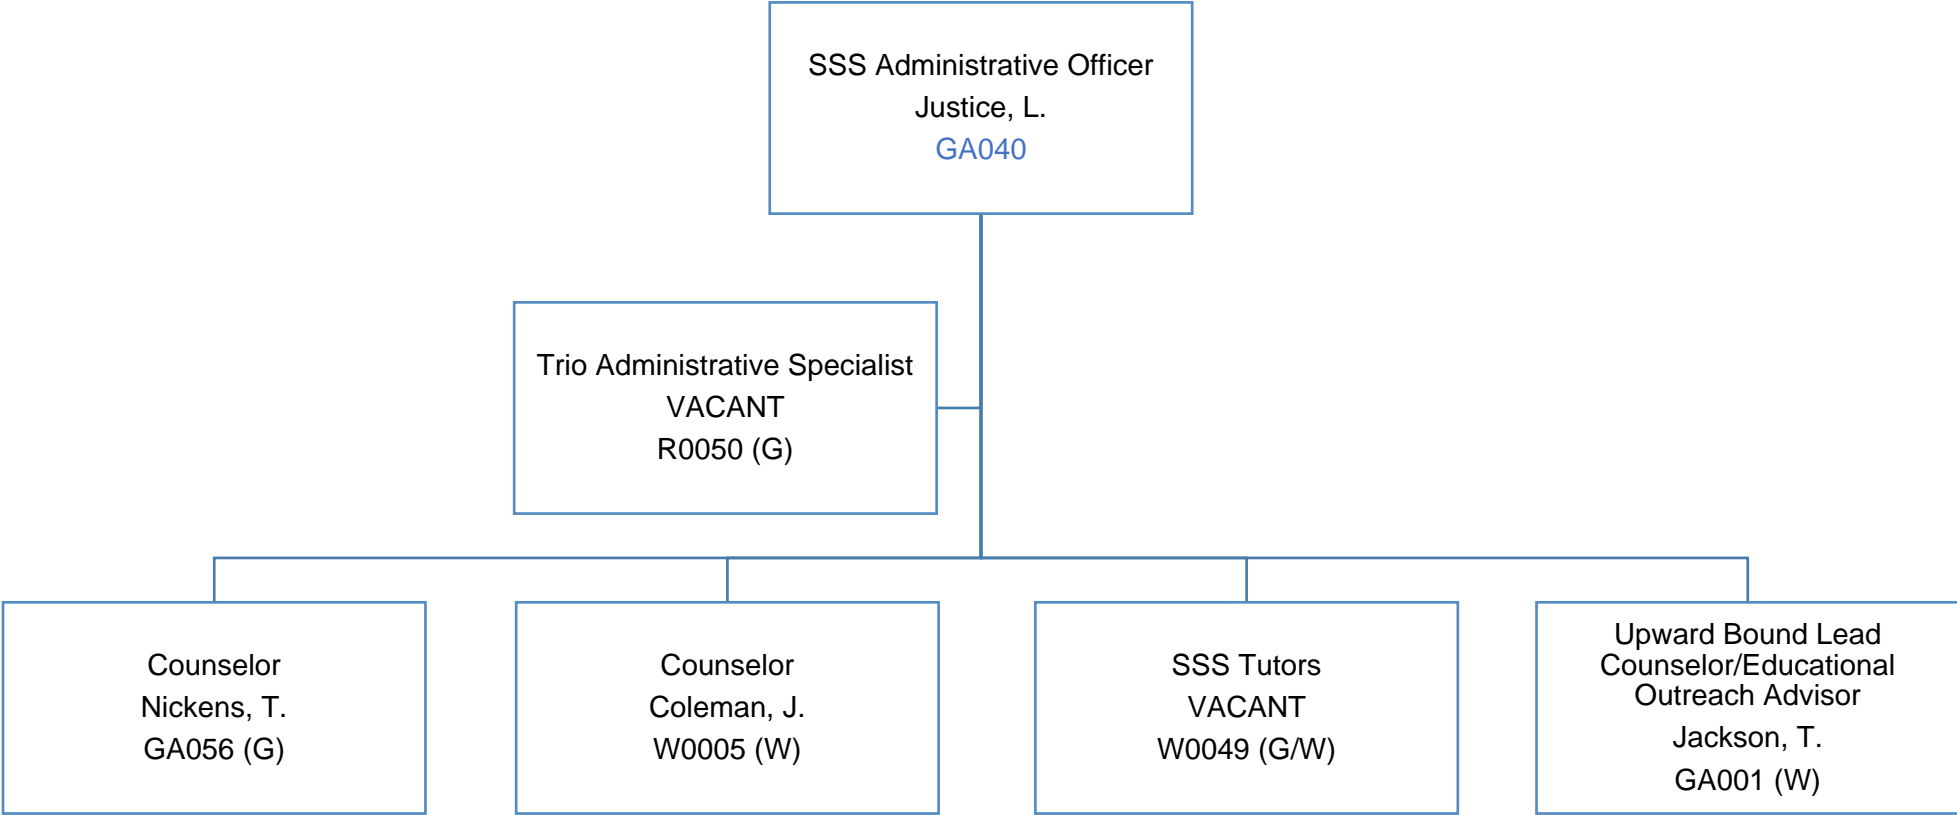 SSS Administrative Officer
Justice, L.
GA040
Trio Administrative Specialist
VACANT
R0050 (G)
Counselor
Nickens, T.
GA056 (G)
Counselor
Coleman, J.
W0005 (W)
SSS Tutors
VACANT
W0049 (G/W)
Upward Bound Lead
Counselor/Educational
Outreach Advisor
Jackson, T.
GA001 (W)